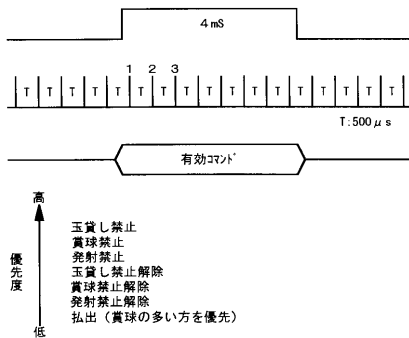 4mS
1 2 3
T T T T T T T T T T T T T T T T T
T:500μs
有効コマンド
高
優先度
低
玉貸し禁止
賞球禁止
発射禁止
玉貸し禁止解除
賞球禁止解除
発射禁止解除
払出（賞球の多い方を優先）